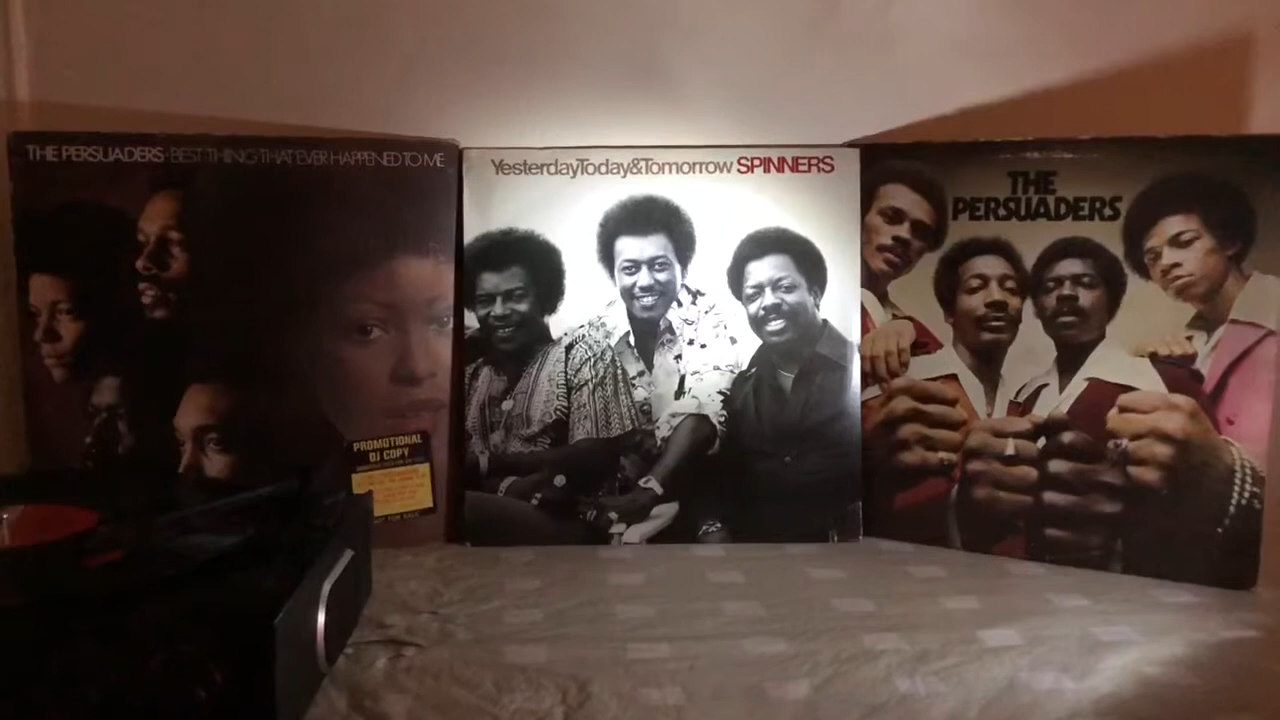 THE PERSUADERS · BEST THING THAT EVER HAPPENED TO ME
PROMOTIONAL
DJ COPY
NOT FOR SALE
YesterdayToday&Tomorrow SPINNERS
THE
PERSUADERS